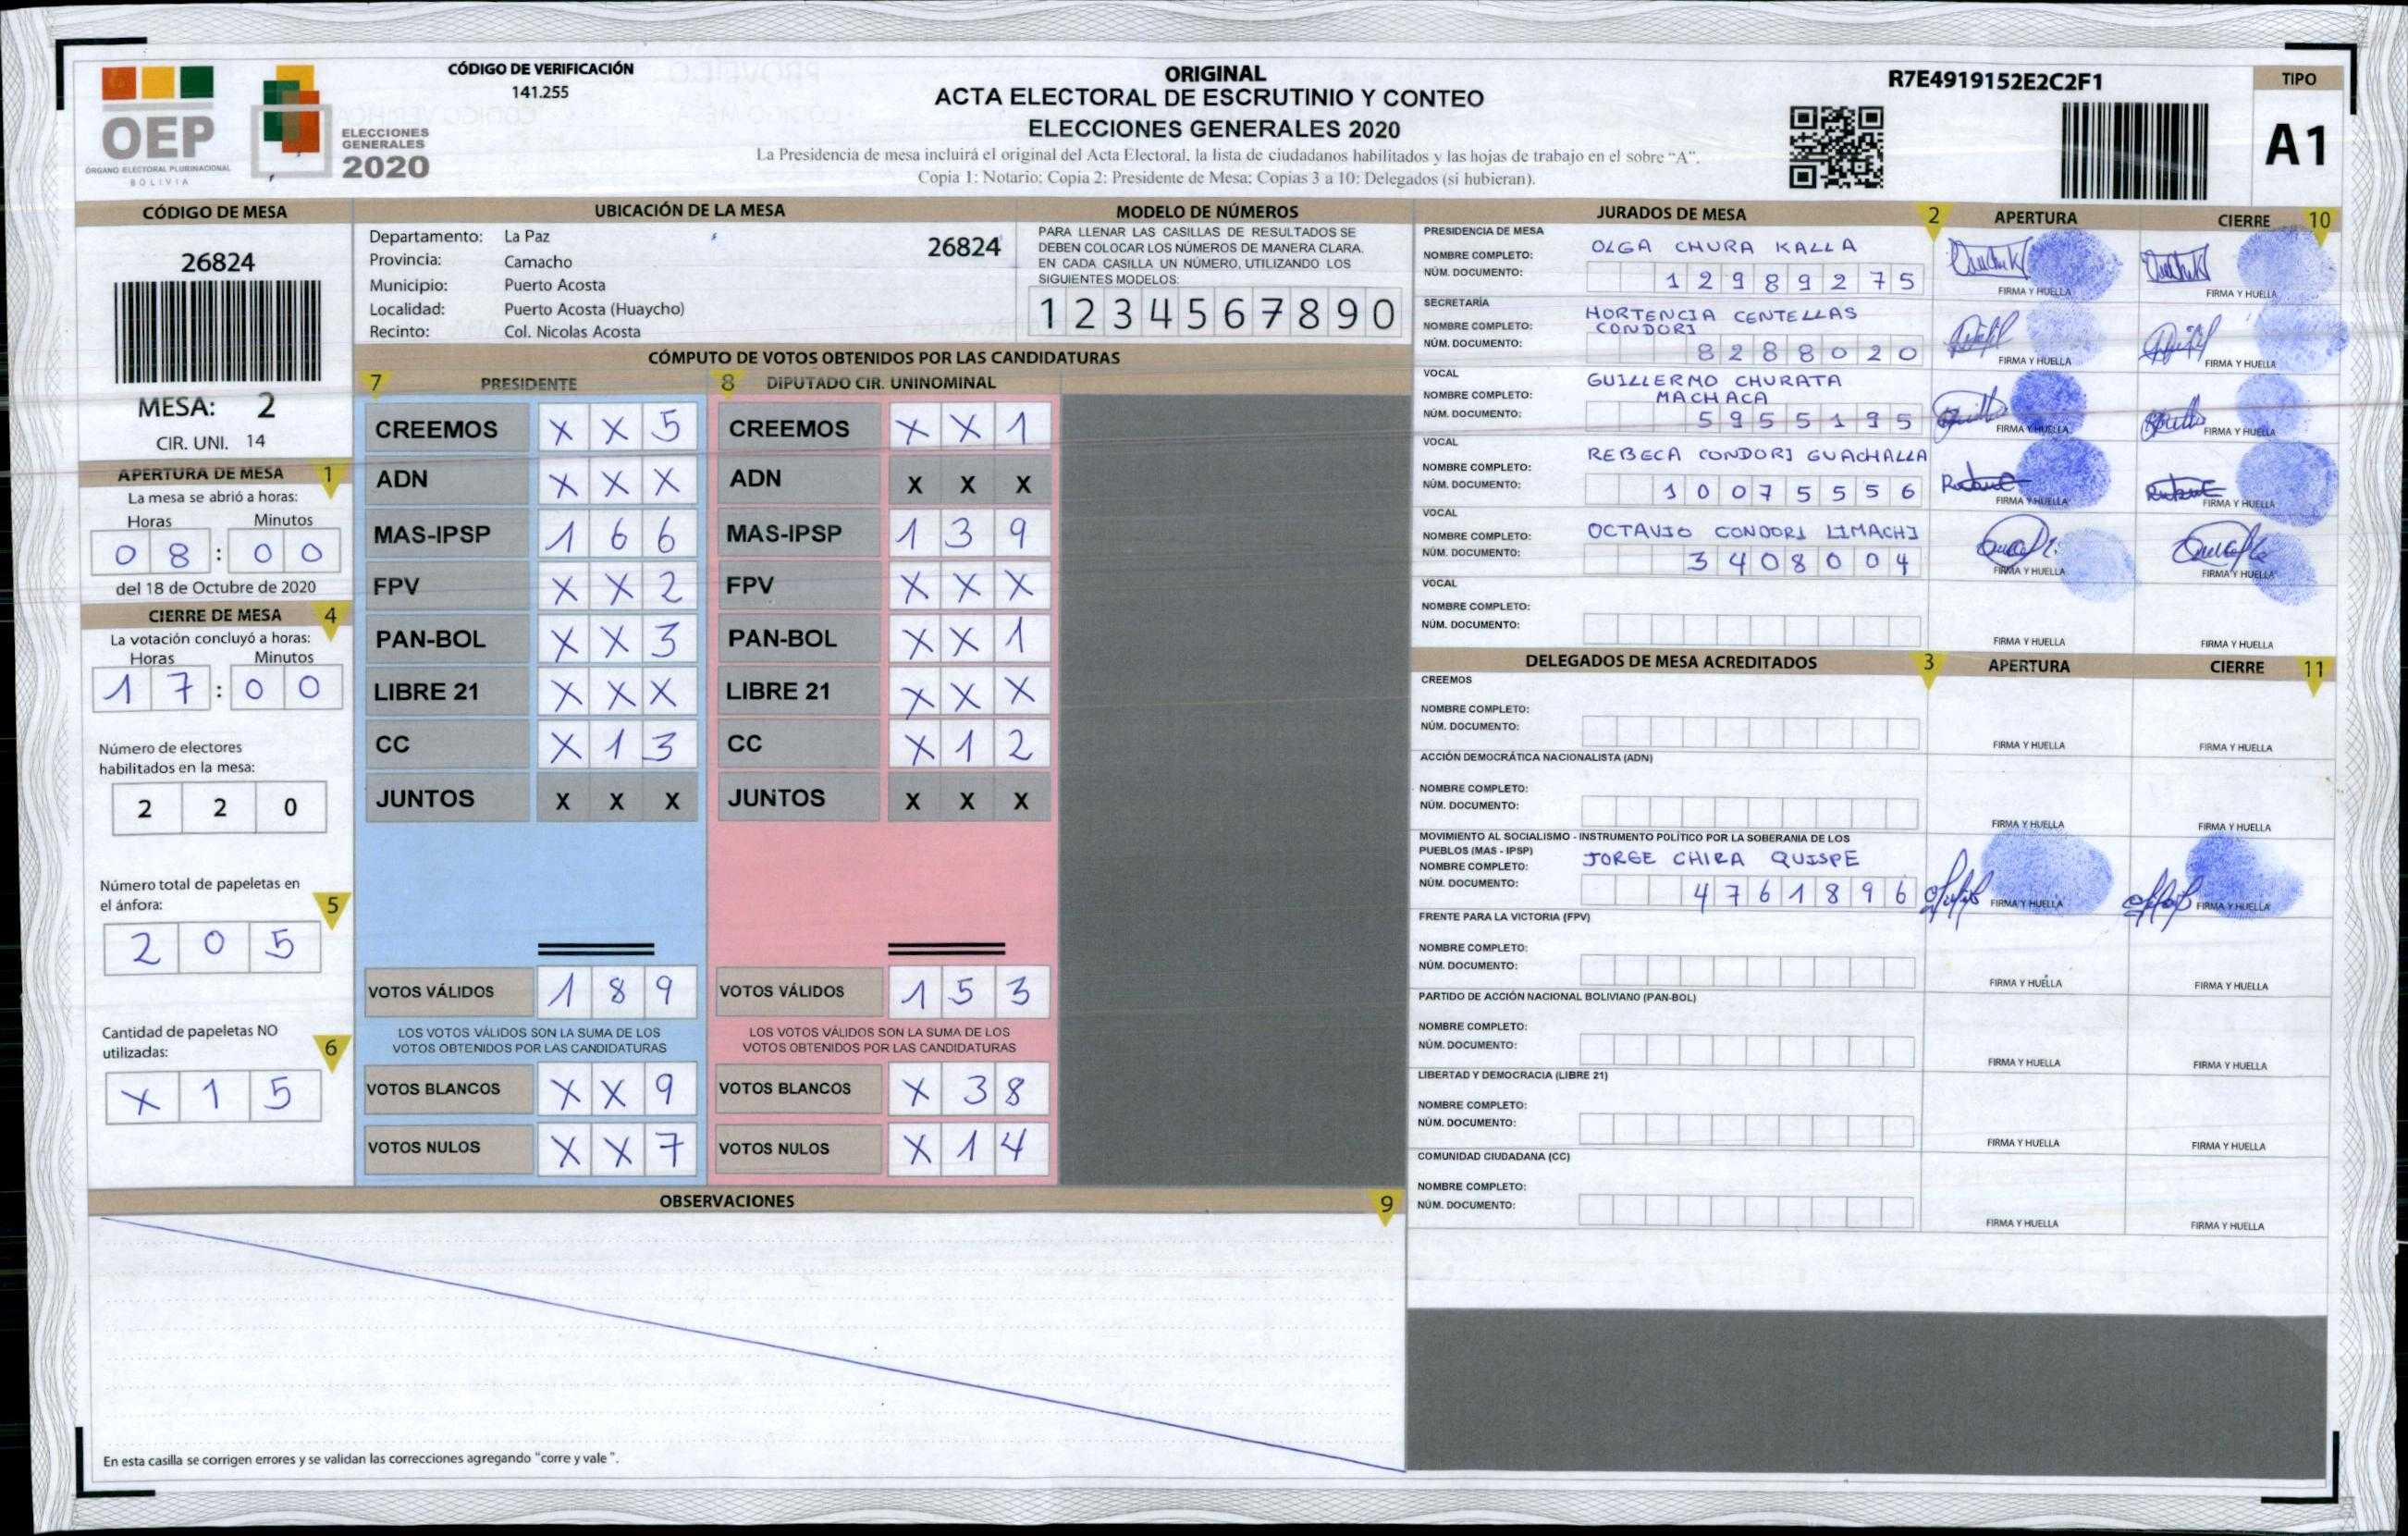 OEP
ÓRGANO ELECTORAL PLURINACIONAL
BOLIVIA
ELECCIONES
GENERALES
2020
CÓDIGO DE VERIFICACIÓN
141.255
ORIGINAL
ACTA ELECTORAL DE ESCRUTINIO Y CONTEO
ELECCIONES GENERALES 2020
La Presidencia de mesa incluirá el original del Acta Electoral, la lista de ciudadanos habilitados y las hojas de trabajo en el sobre "A".
Copia 1: Notario; Copia 2: Presidente de Mesa; Copias 3 a 10: Delegados (si hubieran).
R7E4919152E2C2F1
TIPO
A1
CÓDIGO DE MESA
26824
MESA: 2
CIR. UNI. 14
APERTURA DE MESA 1
La mesa se abrió a horas:
Horas Minutos
0 8 : 0 0
del 18 de Octubre de 2020
CIERRE DE MESA 4
La votación concluyó a horas:
Horas Minutos
1 7 : 0 0
Número de electores
habilitados en la mesa:
2 2 0
Número total de papeletas en
el ánfora: 5
2 0 5
Cantidad de papeletas NO
utilizadas: 6
X 1 5
UBICACIÓN DE LA MESA
Departamento: La Paz
Provincia: Camacho
Municipio: Puerto Acosta
Localidad: Puerto Acosta (Huaycho)
Recinto: Col. Nicolas Acosta
26824
MODELO DE NÚMEROS
PARA LLENAR LAS CASILLAS DE RESULTADOS SE
DEBEN COLOCAR LOS NÚMEROS DE MANERA CLARA.
EN CADA CASILLA UN NÚMERO, UTILIZANDO LOS
SIGUIENTES MODELOS:
1 2 3 4 5 6 7 8 9 0
CÓMPUTO DE VOTOS OBTENIDOS POR LAS CANDIDATURAS
7 PRESIDENTE
CREEMOS X X 5
ADN X X X
MAS-IPSP 1 6 6
FPV X X 2
PAN-BOL X X 3
LIBRE 21 X X X
CC X 1 3
JUNTOS X X X
VOTOS VÁLIDOS 1 8 9
LOS VOTOS VÁLIDOS SON LA SUMA DE LOS
VOTOS OBTENIDOS POR LAS CANDIDATURAS
VOTOS BLANCOS X X 9
VOTOS NULOS X X 7
8 DIPUTADO CIR. UNINOMINAL
CREEMOS X X 1
ADN X X X
MAS-IPSP 1 3 9
FPV X X X
PAN-BOL X X 1
LIBRE 21 X X X
CC X 1 2
JUNTOS X X X
VOTOS VÁLIDOS 1 5 3
LOS VOTOS VÁLIDOS SON LA SUMA DE LOS
VOTOS OBTENIDOS POR LAS CANDIDATURAS
VOTOS BLANCOS X 3 8
VOTOS NULOS X 1 4
OBSERVACIONES 9
En esta casilla se corrigen errores y se validan las correcciones agregando "corre y vale".
JURADOS DE MESA 2 APERTURA CIERRE 10
PRESIDENCIA DE MESA
NOMBRE COMPLETO: OLGA CHURA KALLA
NÚM. DOCUMENTO: 1 2 9 8 9 2 7 5
FIRMA Y HUELLA FIRMA Y HUELLA
SECRETARÍA
HORTENCIA CENTELLAS
NOMBRE COMPLETO: CONDORI
NÚM. DOCUMENTO: 8 2 8 8 0 2 0
FIRMA Y HUELLA FIRMA Y HUELLA
VOCAL
GUILLERMO CHURATA
NOMBRE COMPLETO: MACHACA
NÚM. DOCUMENTO: 5 9 5 5 1 9 5
FIRMA Y HUELLA FIRMA Y HUELLA
VOCAL
NOMBRE COMPLETO: REBECA CONDORI GUACHALLA
NÚM. DOCUMENTO: 1 0 0 7 5 5 5 6
FIRMA Y HUELLA FIRMA Y HUELLA
VOCAL
NOMBRE COMPLETO: OCTAVIO CONDORI LIMACHI
NÚM. DOCUMENTO: 3 4 0 8 0 0 4
FIRMA Y HUELLA FIRMA Y HUELLA
VOCAL
NOMBRE COMPLETO:
NÚM. DOCUMENTO:
FIRMA Y HUELLA FIRMA Y HUELLA
DELEGADOS DE MESA ACREDITADOS 3 APERTURA CIERRE 11
CREEMOS
NOMBRE COMPLETO:
NÚM. DOCUMENTO:
FIRMA Y HUELLA FIRMA Y HUELLA
ACCIÓN DEMOCRÁTICA NACIONALISTA (ADN)
NOMBRE COMPLETO:
NÚM. DOCUMENTO:
FIRMA Y HUELLA FIRMA Y HUELLA
MOVIMIENTO AL SOCIALISMO - INSTRUMENTO POLÍTICO POR LA SOBERANIA DE LOS
PUEBLOS (MAS - IPSP)
NOMBRE COMPLETO: JORGE CHIRA QUISPE
NÚM. DOCUMENTO: 4 7 6 1 8 9 6
FIRMA Y HUELLA FIRMA Y HUELLA
FRENTE PARA LA VICTORIA (FPV)
NOMBRE COMPLETO:
NÚM. DOCUMENTO:
FIRMA Y HUELLA FIRMA Y HUELLA
PARTIDO DE ACCIÓN NACIONAL BOLIVIANO (PAN-BOL)
NOMBRE COMPLETO:
NÚM. DOCUMENTO:
FIRMA Y HUELLA FIRMA Y HUELLA
LIBERTAD Y DEMOCRACIA (LIBRE 21)
NOMBRE COMPLETO:
NÚM. DOCUMENTO:
FIRMA Y HUELLA FIRMA Y HUELLA
COMUNIDAD CIUDADANA (CC)
NOMBRE COMPLETO:
NÚM. DOCUMENTO:
FIRMA Y HUELLA FIRMA Y HUELLA